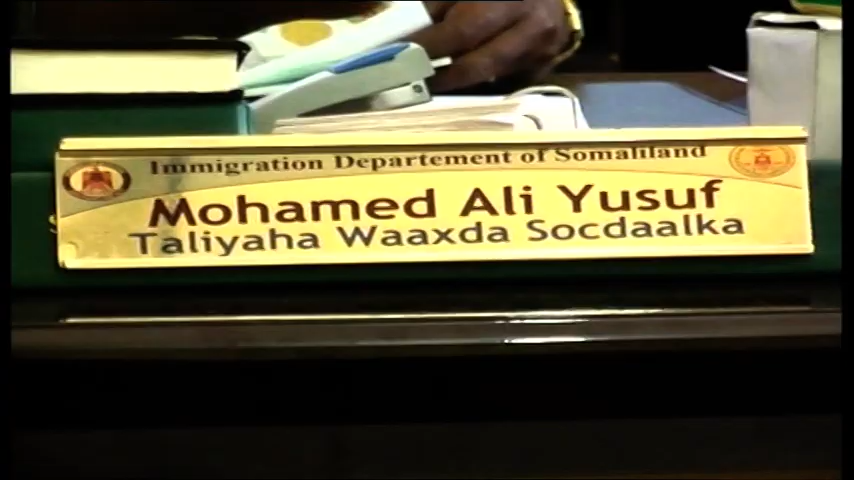 Immigration Departement of Somaliland
Mohamed Ali Yusuf
Taliyaha Waaxda Socdaalka